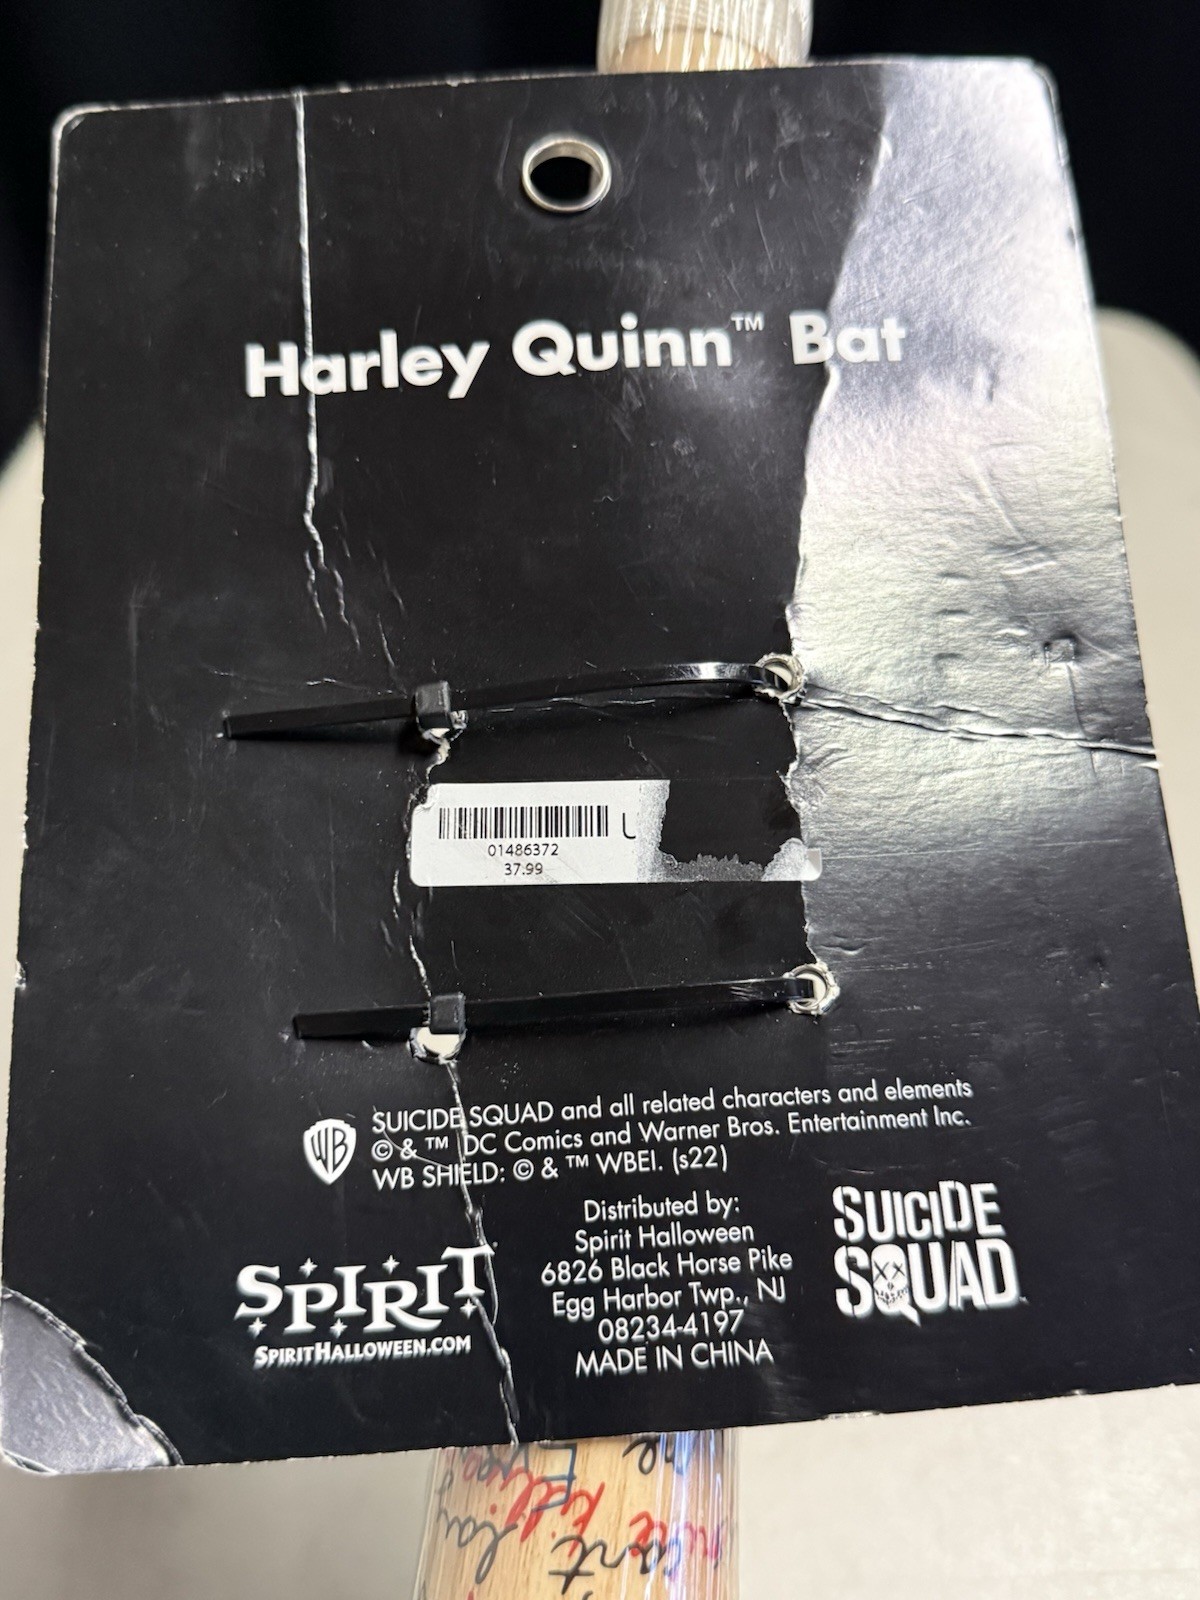 Harley Quinn™ Bat
L
01486372
37.99
SUICIDE SQUAD and all related characters and elements
© & ™ DC Comics and Warner Bros. Entertainment Inc.
WB SHIELD: © & ™ WBEI. (s22)
WB
Distributed by:
Spirit Halloween
6826 Black Horse Pike
Egg Harbor Twp., NJ
08234-4197
MADE IN CHINA
SPIRIT
SPIRITHALLOWEEN.COM
SUICIDE
SQUAD